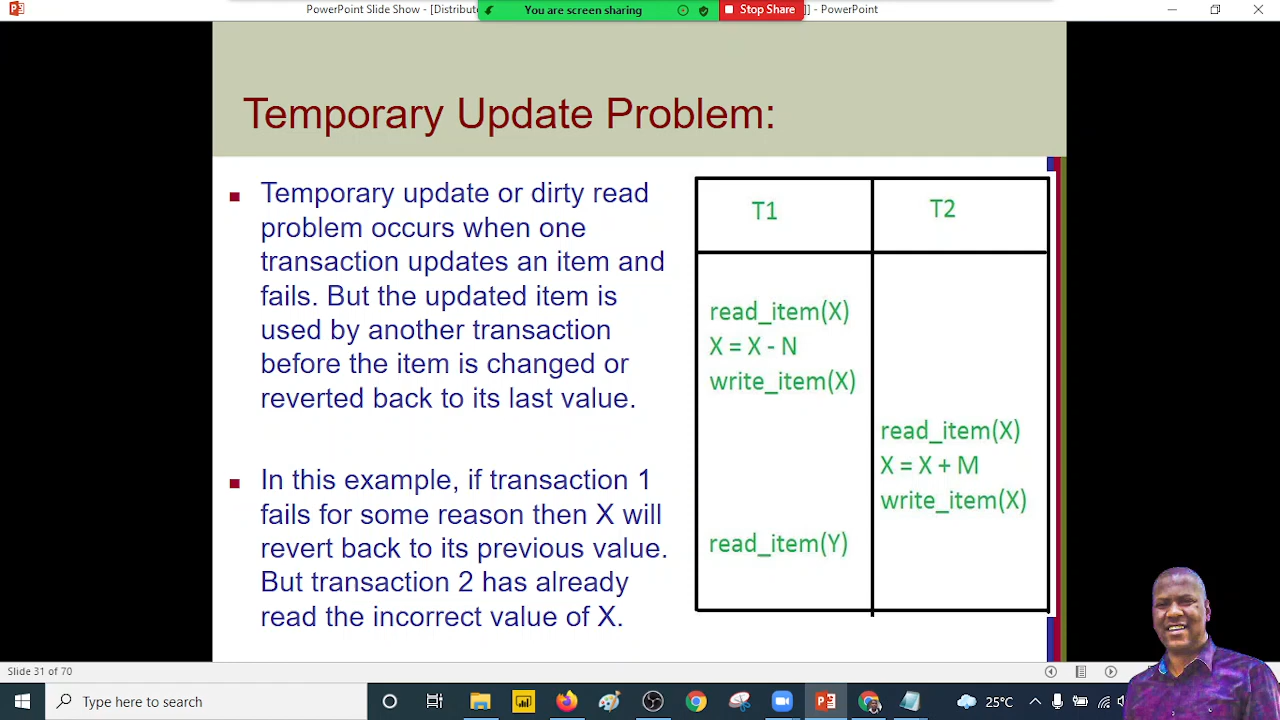 PowerPoint Slide Show - [Distribut
You are screen sharing
Stop Share
]] - PowerPoint
Temporary Update Problem:
Temporary update or dirty read
problem occurs when one
transaction updates an item and
fails. But the updated item is
used by another transaction
before the item is changed or
reverted back to its last value.
In this example, if transaction 1
fails for some reason then X will
revert back to its previous value.
But transaction 2 has already
read the incorrect value of X.
T1
T2
read_item(X)
X = X - N
write_item(X)
read_item(X)
X = X + M
write_item(X)
read_item(Y)
Slide 31 of 70
Type here to search
25°C